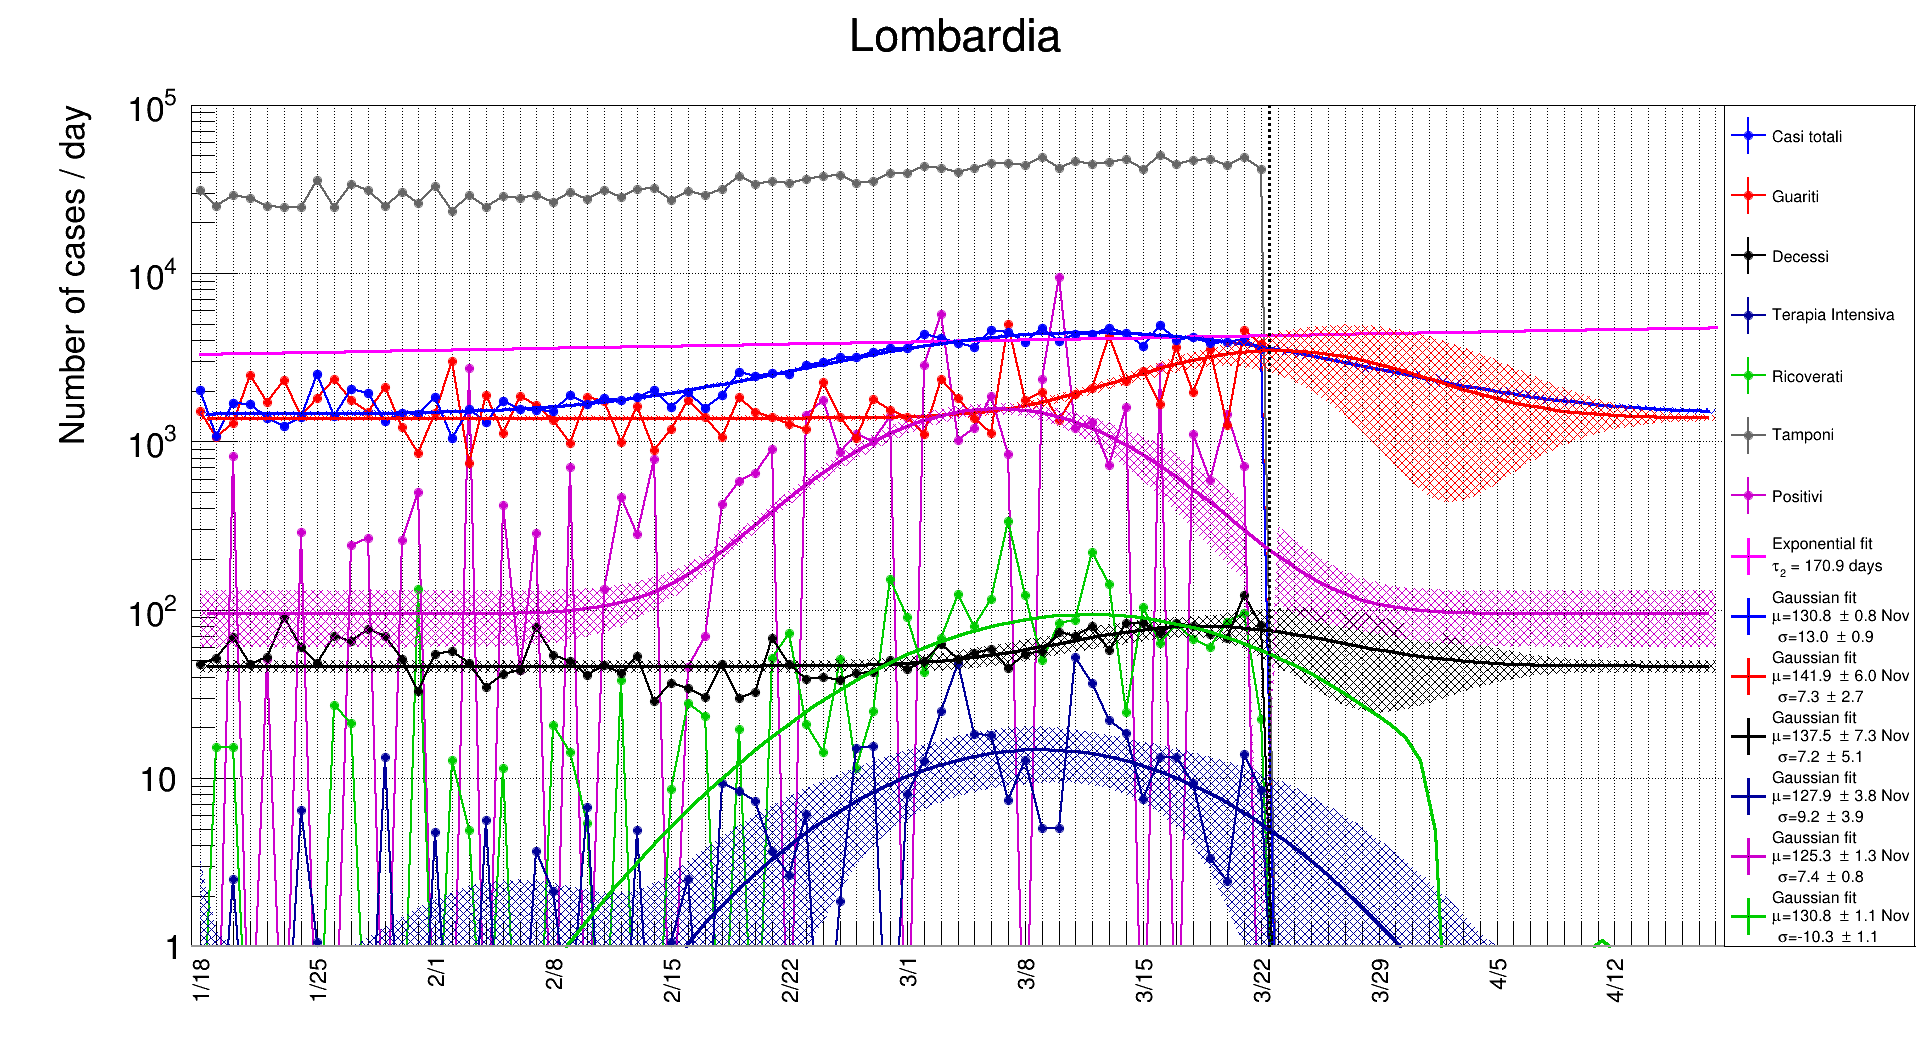 Lombardia
Number of cases / day
10^5
10^4
10^3
10^2
10
1
1/18
1/25
2/1
2/8
2/15
2/22
3/1
3/8
3/15
3/22
3/29
4/5
4/12
Casi totali
Guariti
Decessi
Terapia Intensiva
Ricoverati
Tamponi
Positivi
Exponential fit
τ₂ = 170.9 days
Gaussian fit
μ=130.8 ± 0.8 Nov
σ=13.0 ± 0.9
Gaussian fit
μ=141.9 ± 6.0 Nov
σ=7.3 ± 2.7
Gaussian fit
μ=137.5 ± 7.3 Nov
σ=7.2 ± 5.1
Gaussian fit
μ=127.9 ± 3.8 Nov
σ=9.2 ± 3.9
Gaussian fit
μ=125.3 ± 1.3 Nov
σ=7.4 ± 0.8
Gaussian fit
μ=130.8 ± 1.1 Nov
σ=-10.3 ± 1.1